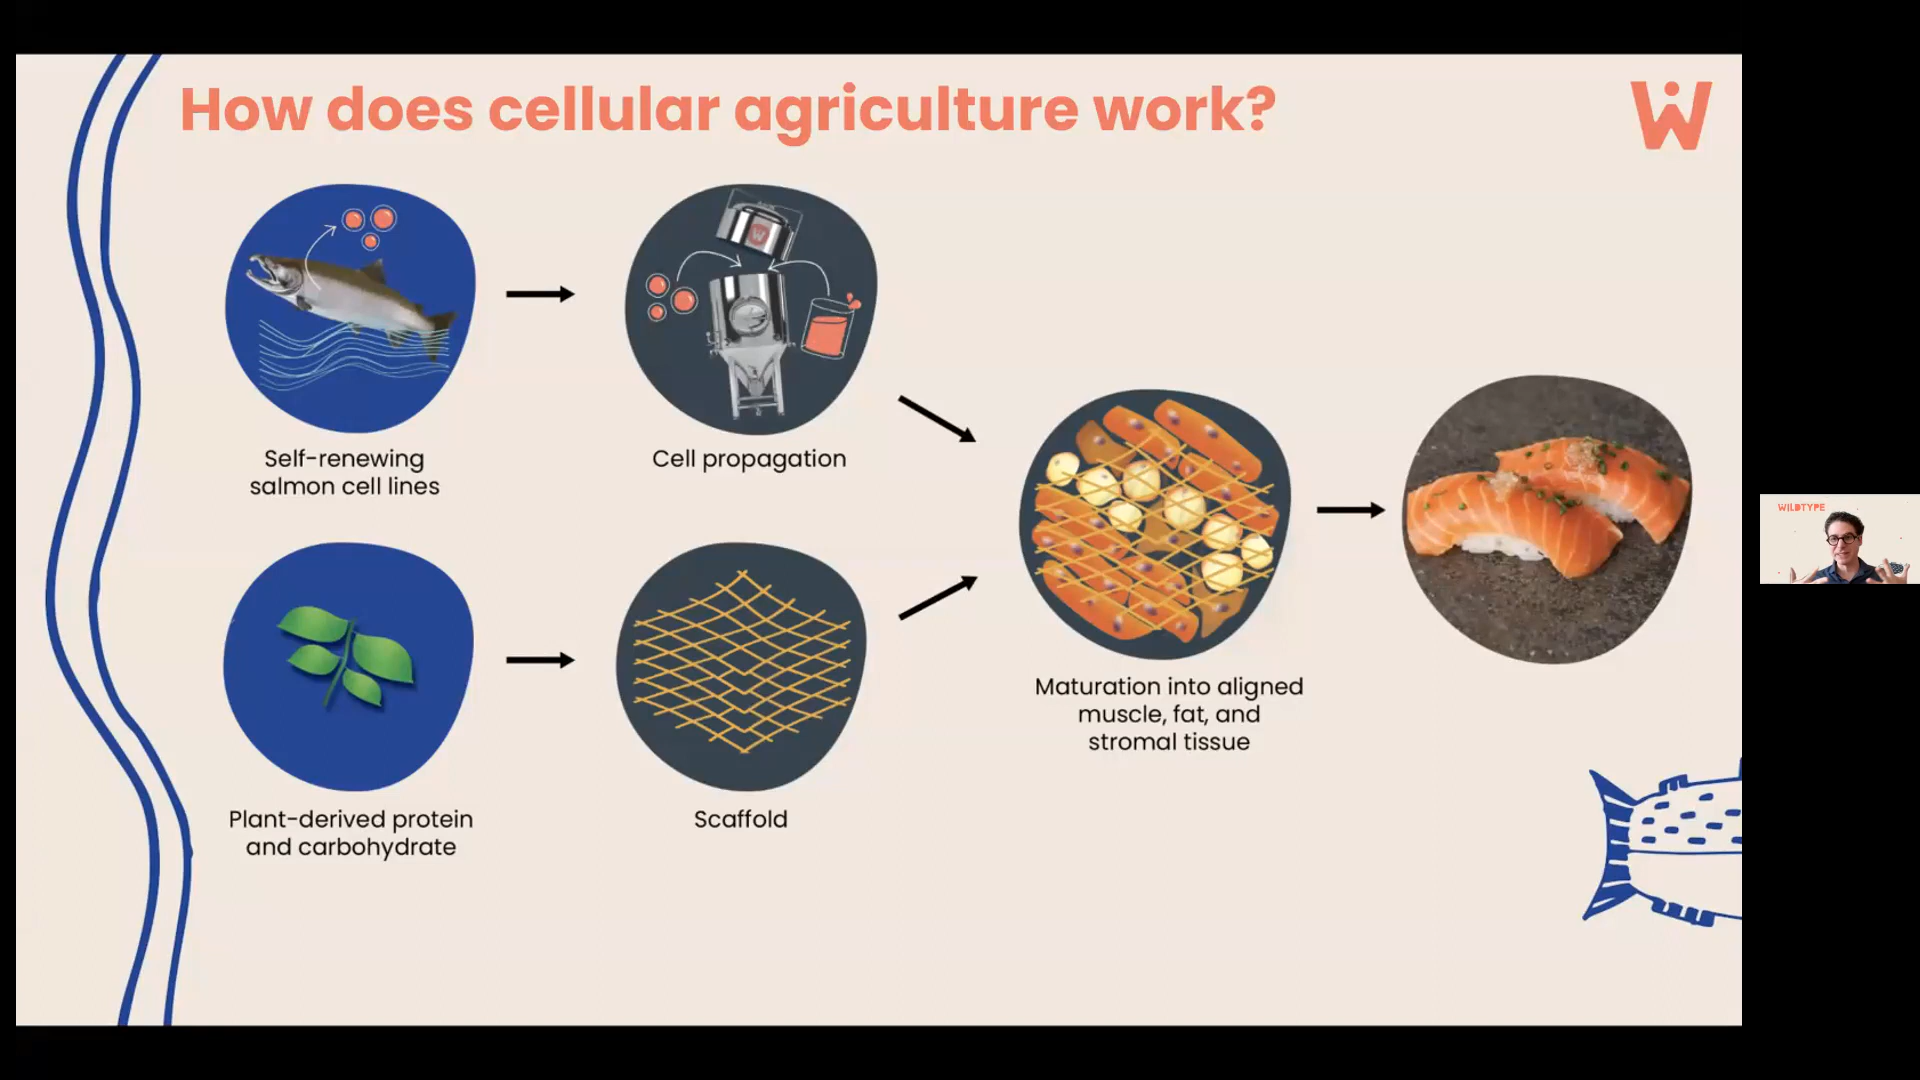 How does cellular agriculture work?
W
Self-renewing
salmon cell lines
Cell propagation
Plant-derived protein
and carbohydrate
Scaffold
Maturation into aligned
muscle, fat, and
stromal tissue
WILDTYPE